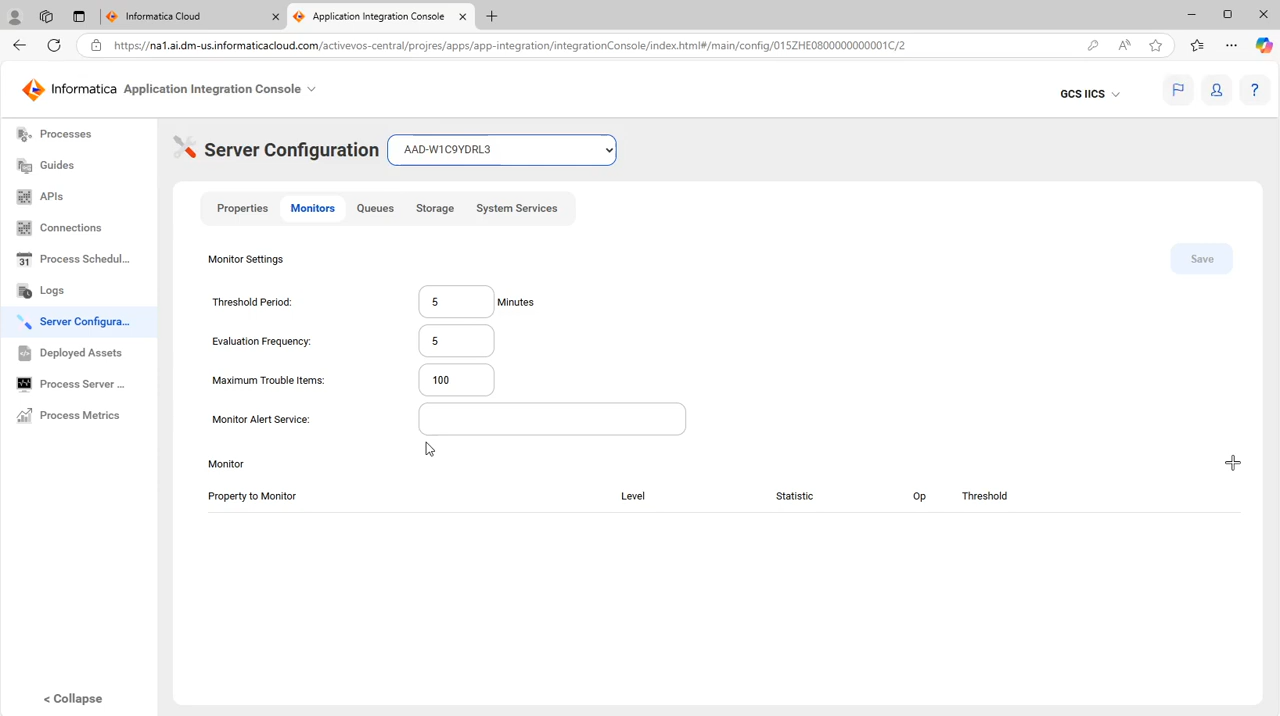 Informatica Cloud
Application Integration Console
https://na1.ai.dm-us.informaticacloud.com/activevos-central/projres/apps/app-integration/integrationConsole/index.html#/main/config/015ZHE0800000000001C/2
Informatica Application Integration Console
GCS IICS
?
Processes
Guides
APIs
Connections
31 Process Schedul...
Logs
Server Configura...
Deployed Assets
Process Server ...
Process Metrics
< Collapse
Server Configuration AAD-W1C9YDRL3
Properties Monitors Queues Storage System Services
Monitor Settings Save
Threshold Period: 5 Minutes
Evaluation Frequency: 5
Maximum Trouble Items: 100
Monitor Alert Service:
Monitor
Property to Monitor Level Statistic Op Threshold